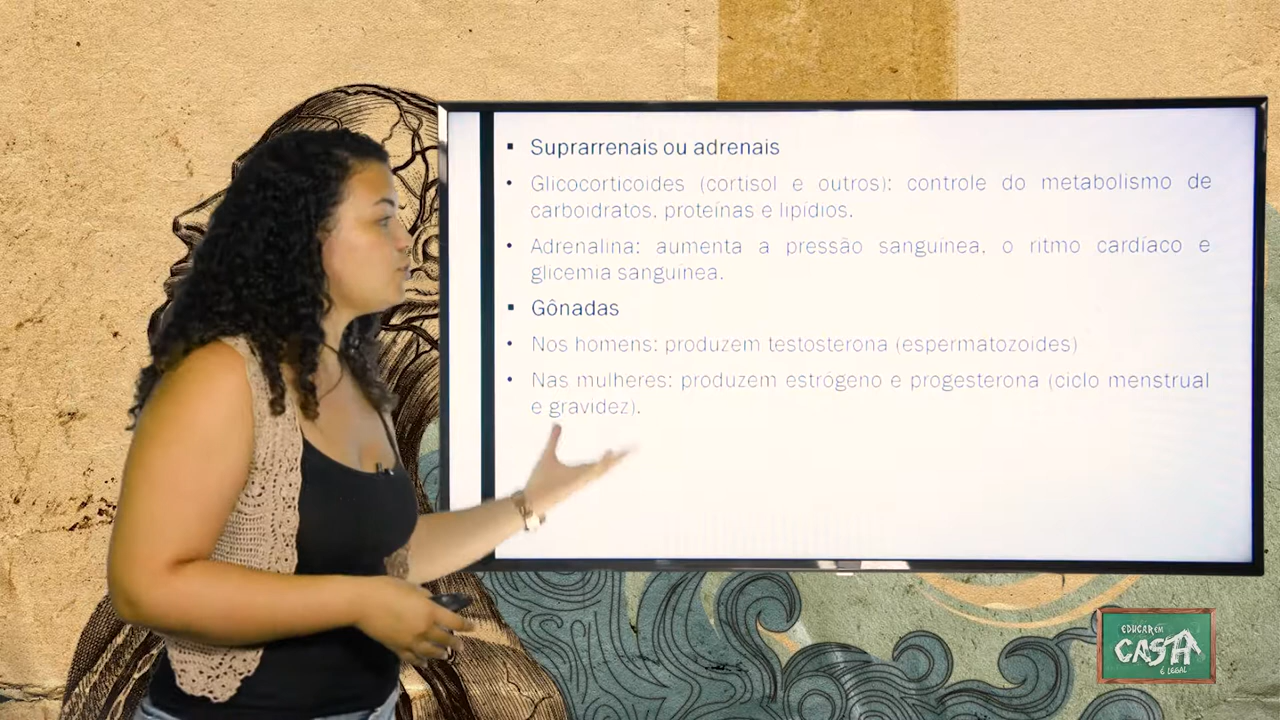 Suprarrenais ou adrenais
Glicocorticoides (cortisol e outros): controle do metabolismo de
carboidratos, proteínas e lipídios.
Adrenalina: aumenta a pressão sanguínea, o ritmo cardíaco e
glicemia sanguínea.
Gônadas
Nos homens: produzem testosterona (espermatozoides)
Nas mulheres: produzem estrógeno e progesterona (ciclo menstrual
e gravidez).
EDUCAR EM
CASA
É LEGAL